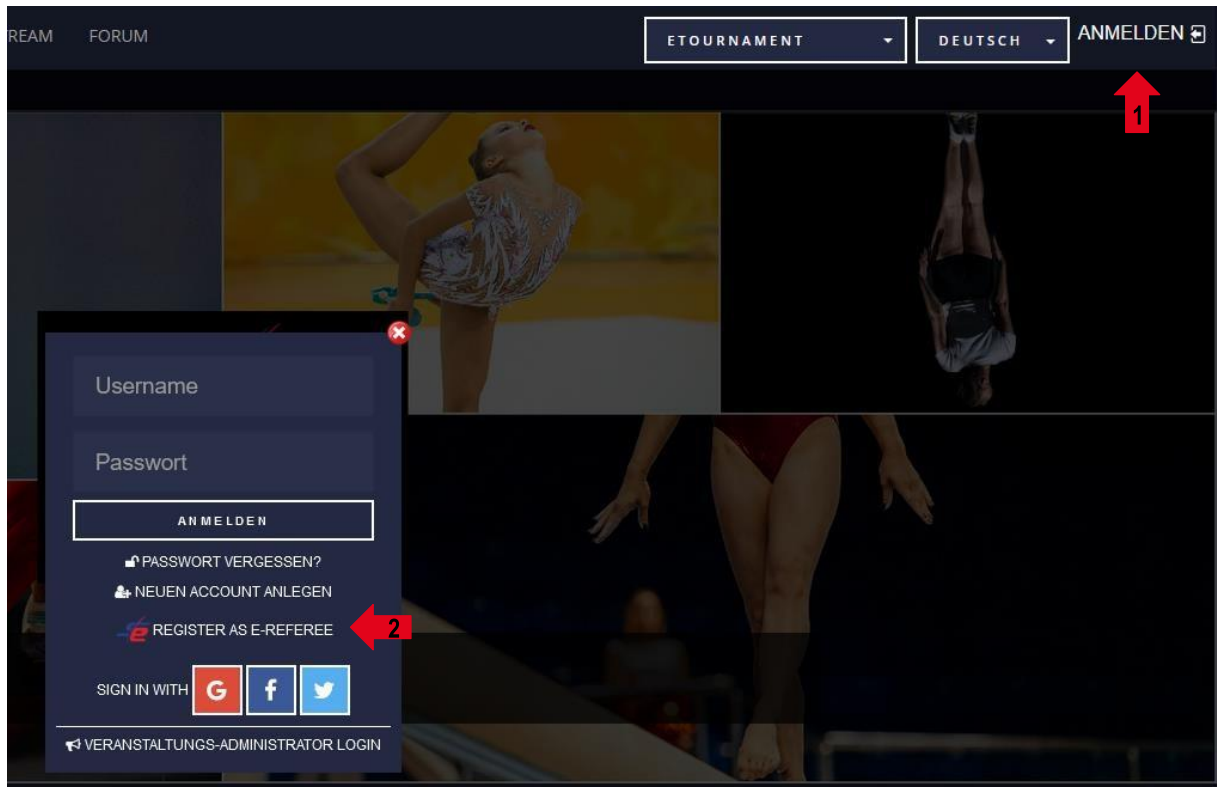 REAM FORUM ETOURNAMENT DEUTSCH ANMELDEN
1
Username
Passwort
ANMELDEN
PASSWORT VERGESSEN?
NEUEN ACCOUNT ANLEGEN
e REGISTER AS E-REFEREE 2
SIGN IN WITH G f
VERANSTALTUNGS-ADMINISTRATOR LOGIN